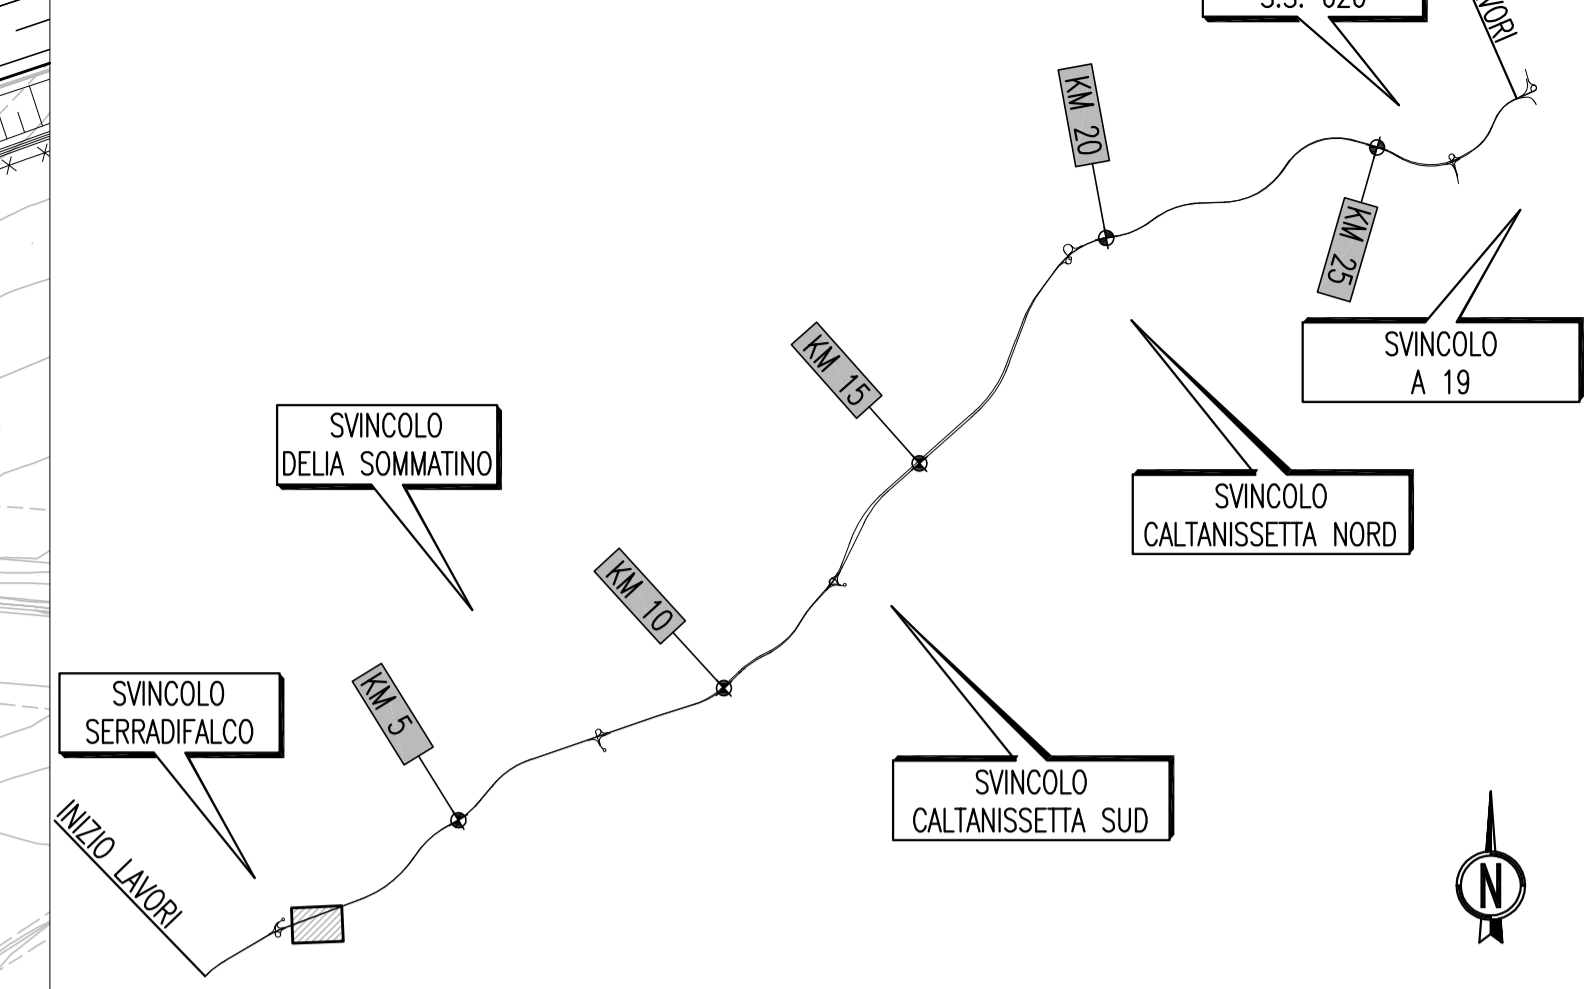 S.S. 626
KM 20
KM 25
SVINCOLO
A 19
KM 15
SVINCOLO
DELIA SOMMATINO
SVINCOLO
CALTANISSETTA NORD
KM 10
KM 5
SVINCOLO
SERRADIFALCO
SVINCOLO
CALTANISSETTA SUD
INIZIO LAVORI
N